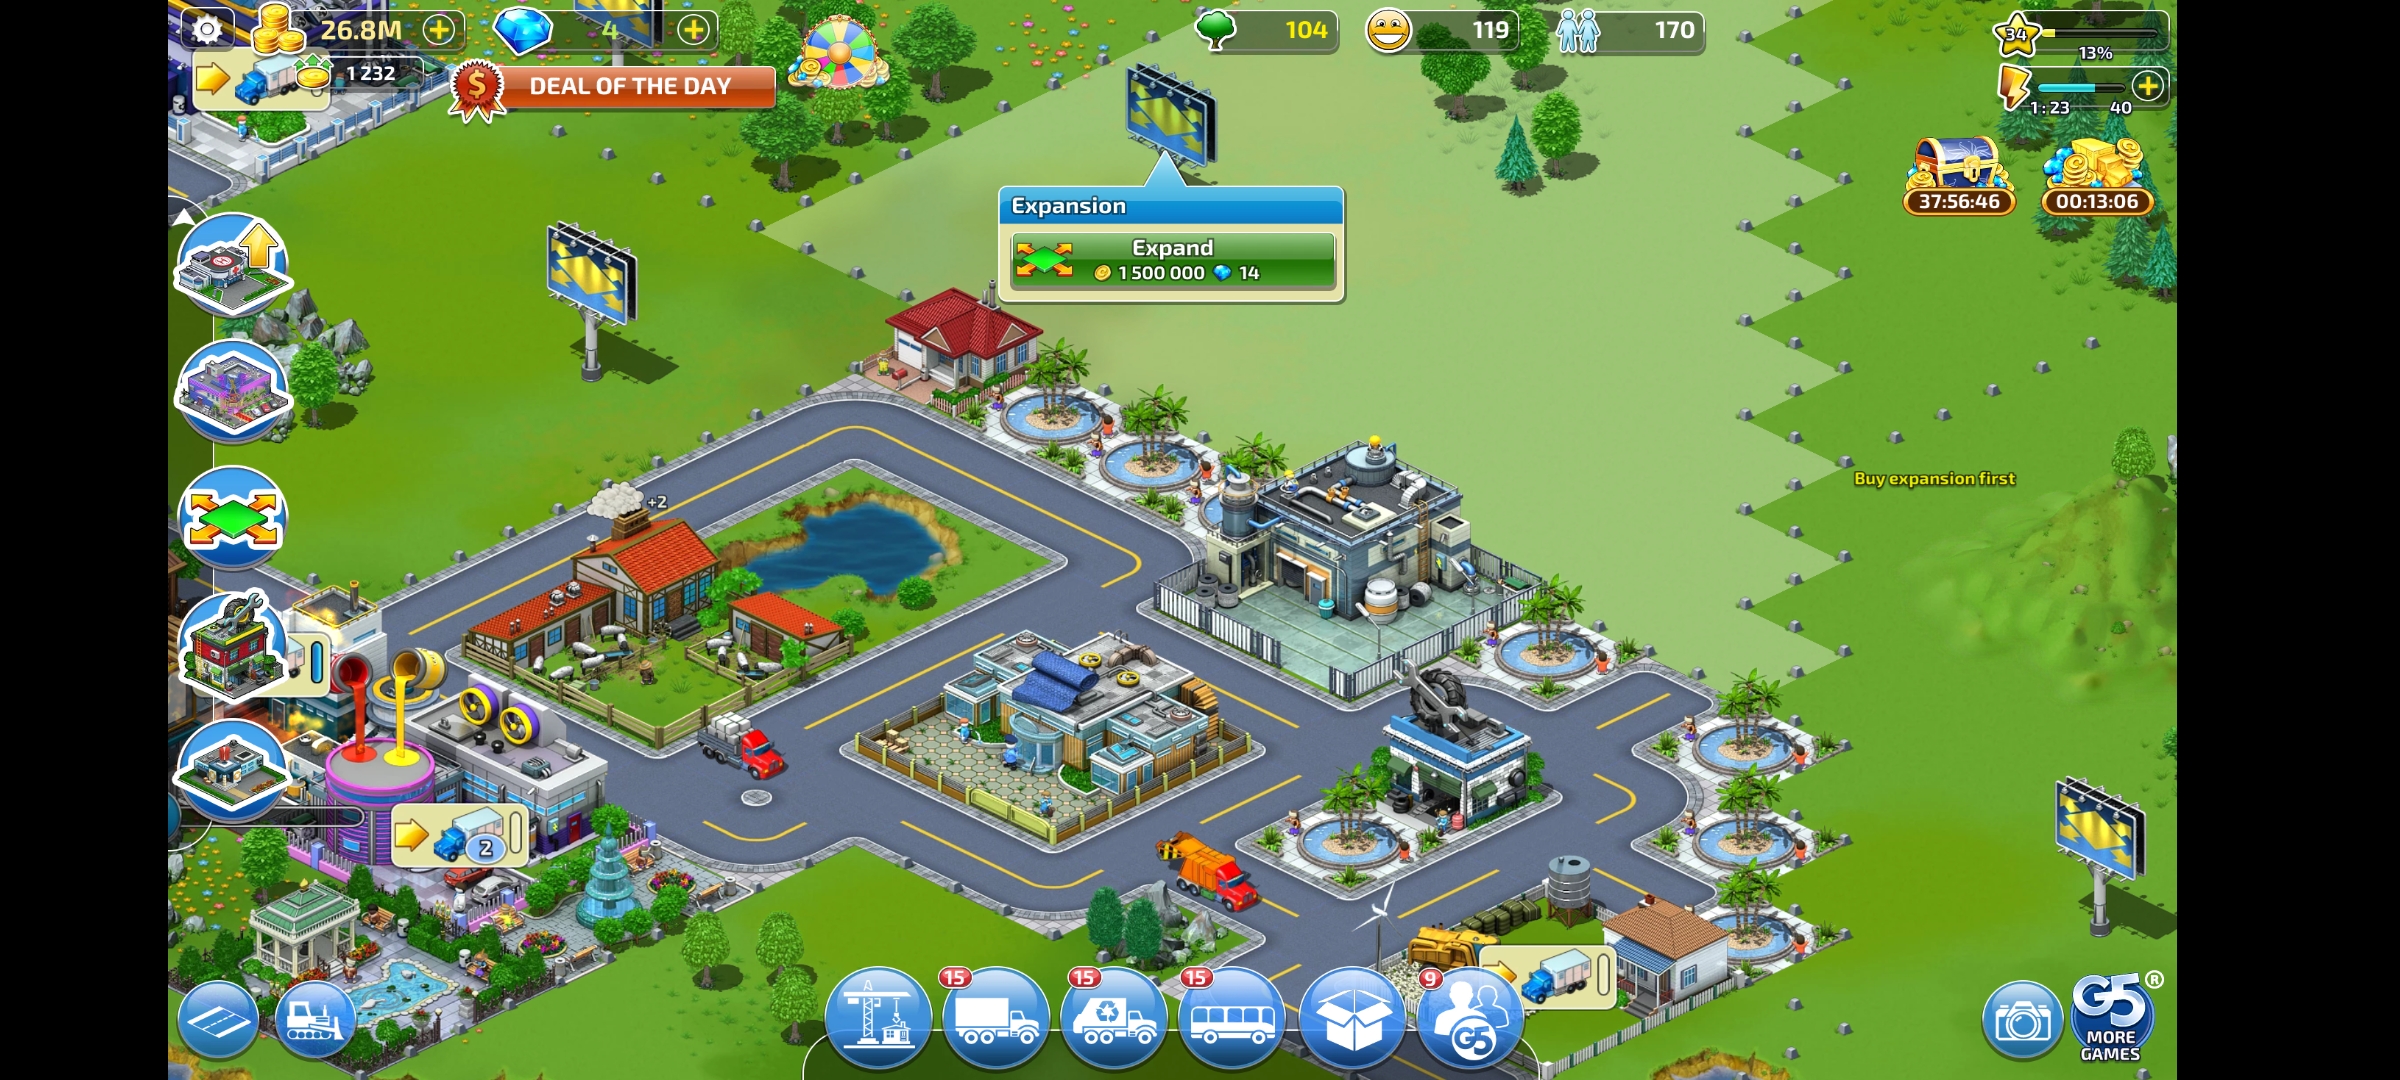 26.8M
4
104
119
170
34
13%
1 232
DEAL OF THE DAY
1:23
40
37:56:46
00:13:06
Expansion
Expand
1 500 000 14
Buy expansion first
+2
2
15
15
15
9
A
G5
G5
®
MORE
GAMES